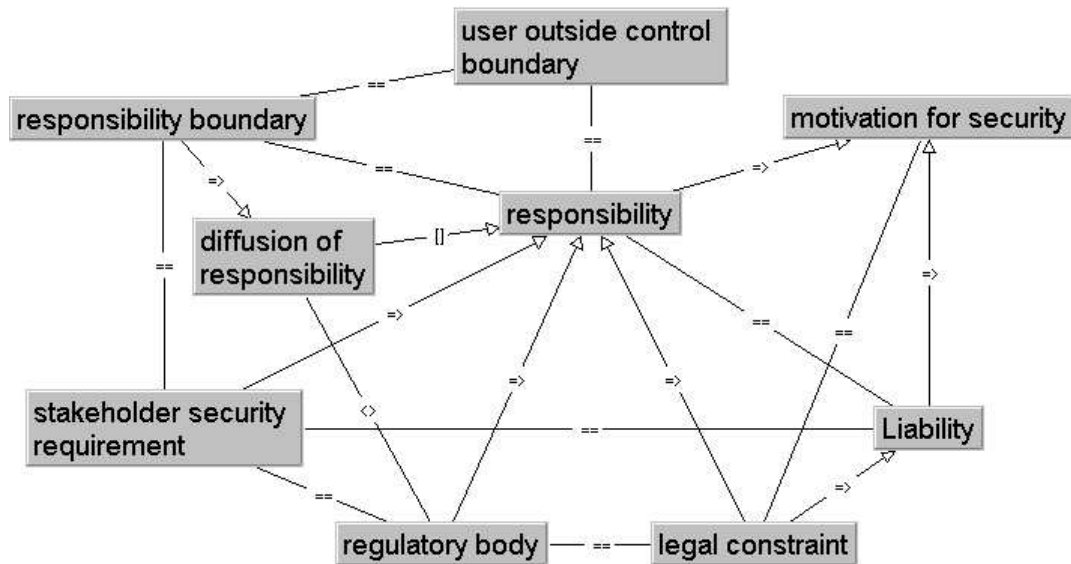 user outside control
boundary
==
responsibility boundary
motivation for security
==
==
=>
=>
responsibility
diffusion of
responsibility
[]
==
=>
=>
==
==
=>
=>
<>
stakeholder security
requirement
==
Liability
=>
==
regulatory body
==
legal constraint